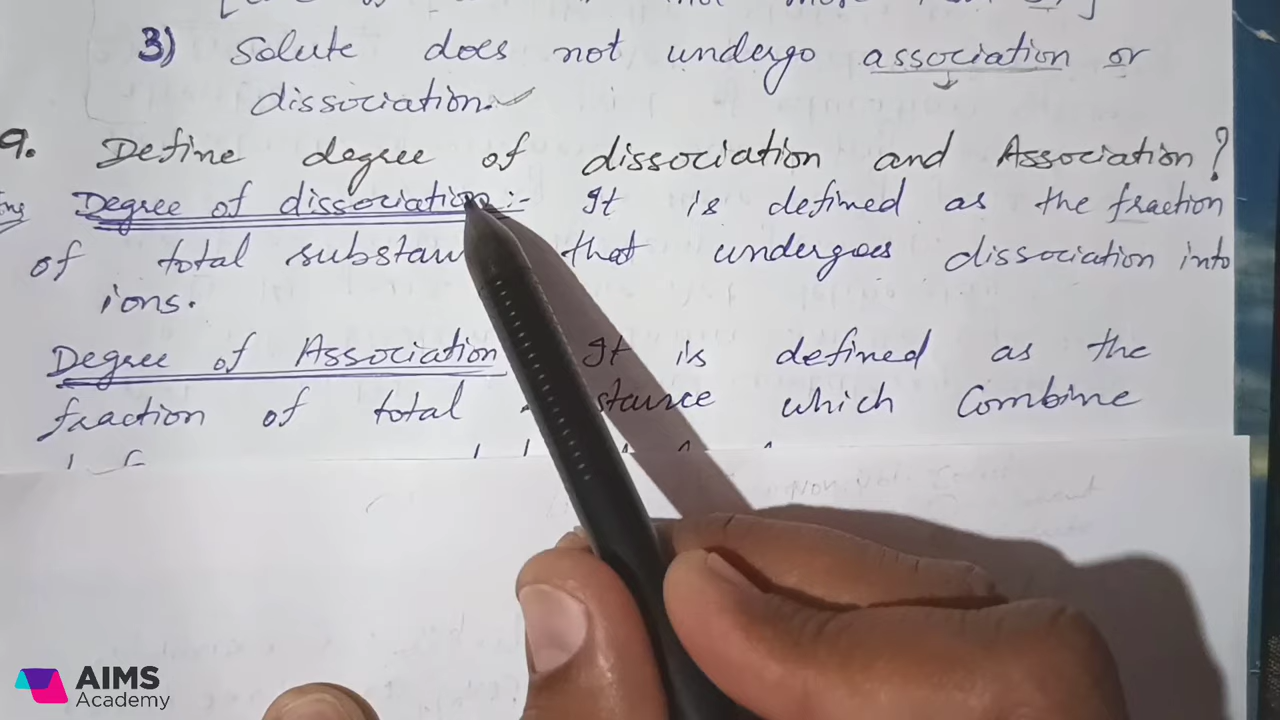 3) Solute does not undergo association or
dissociation.
9. Define degree of dissociation and Association?
Degree of dissociation :- It is defined as the fraction
of total that undergoes dissociation into
ions.
Degree of Association It is defined as the
fraction of total which Combine
AIMS
Academy